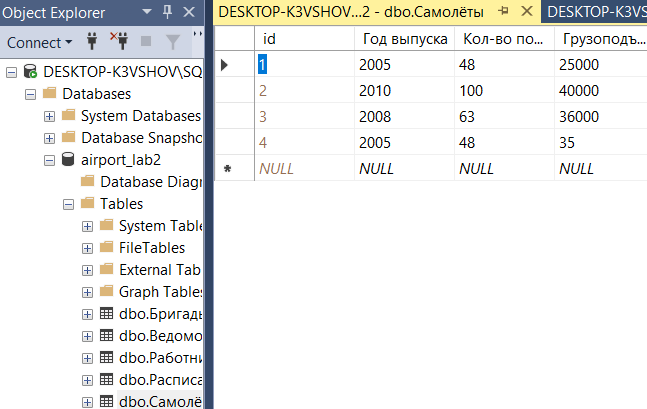 Object Explorer
Connect
DESKTOP-K3VSHOV\SQ
Databases
System Databases
Database Snapsho
airport_lab2
Database Diagr
Tables
System Table
FileTables
External Tab
Graph Tables
dbo.Бригады
dbo.Ведомо
dbo.Работни
dbo.Расписа
dbo.Самолё
DESKTOP-K3VSHOV...2 - dbo.Самолёты
DESKTOP-K3VS
id Год выпуска Кол-во по... Грузоподъ...
1 2005 48 25000
2 2010 100 40000
3 2008 63 36000
4 2005 48 35
NULL NULL NULL NULL